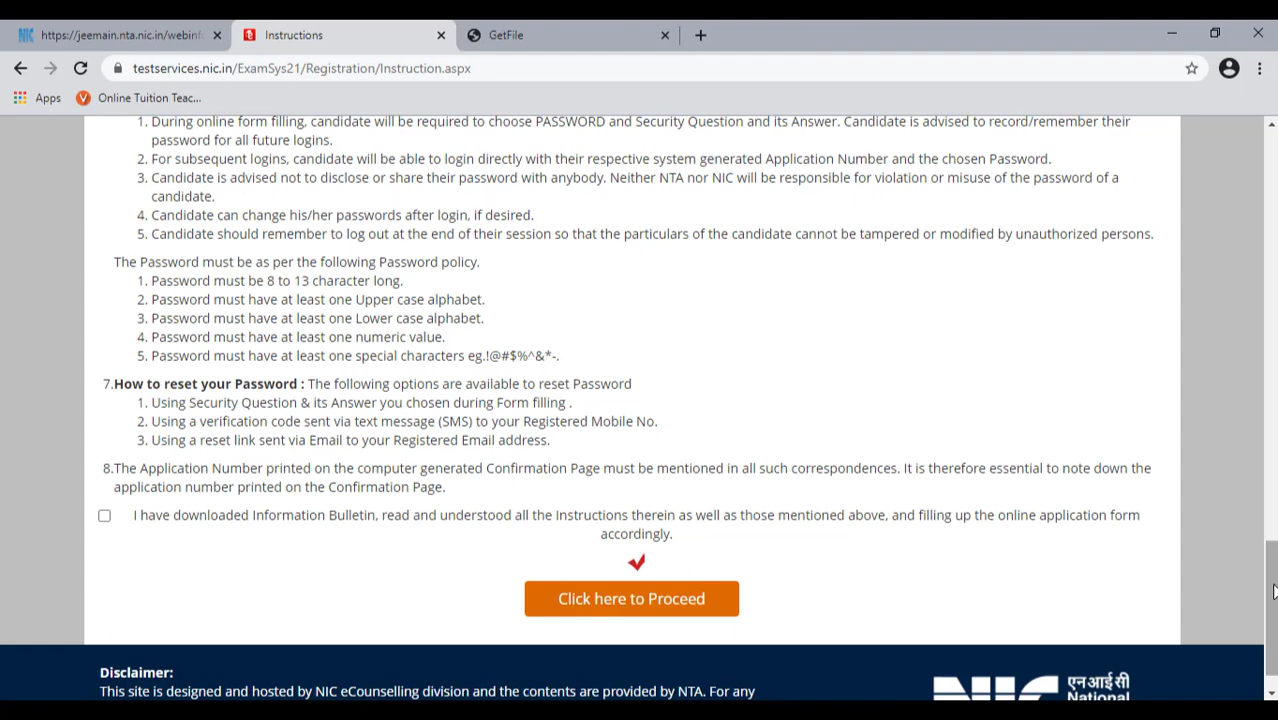 https://jeemain.nta.nic.in/webinfo
Instructions
GetFile
testservices.nic.in/ExamSys21/Registration/Instruction.aspx
Apps
Online Tuition Teac...
1. During online form filling, candidate will be required to choose PASSWORD and Security Question and its Answer. Candidate is advised to record/remember their
password for all future logins.
2. For subsequent logins, candidate will be able to login directly with their respective system generated Application Number and the chosen Password.
3. Candidate is advised not to disclose or share their password with anybody. Neither NTA nor NIC will be responsible for violation or misuse of the password of a
candidate.
4. Candidate can change his/her passwords after login, if desired.
5. Candidate should remember to log out at the end of their session so that the particulars of the candidate cannot be tampered or modified by unauthorized persons.
The Password must be as per the following Password policy.
1. Password must be 8 to 13 character long.
2. Password must have at least one Upper case alphabet.
3. Password must have at least one Lower case alphabet.
4. Password must have at least one numeric value.
5. Password must have at least one special characters eg.!@#$%^&*-.
7.How to reset your Password : The following options are available to reset Password
1. Using Security Question & its Answer you chosen during Form filling .
2. Using a verification code sent via text message (SMS) to your Registered Mobile No.
3. Using a reset link sent via Email to your Registered Email address.
8.The Application Number printed on the computer generated Confirmation Page must be mentioned in all such correspondences. It is therefore essential to note down the
application number printed on the Confirmation Page.
I have downloaded Information Bulletin, read and understood all the Instructions therein as well as those mentioned above, and filling up the online application form
accordingly.
Click here to Proceed
Disclaimer:
This site is designed and hosted by NIC eCounselling division and the contents are provided by NTA. For any
NIC
एन आई सी
National